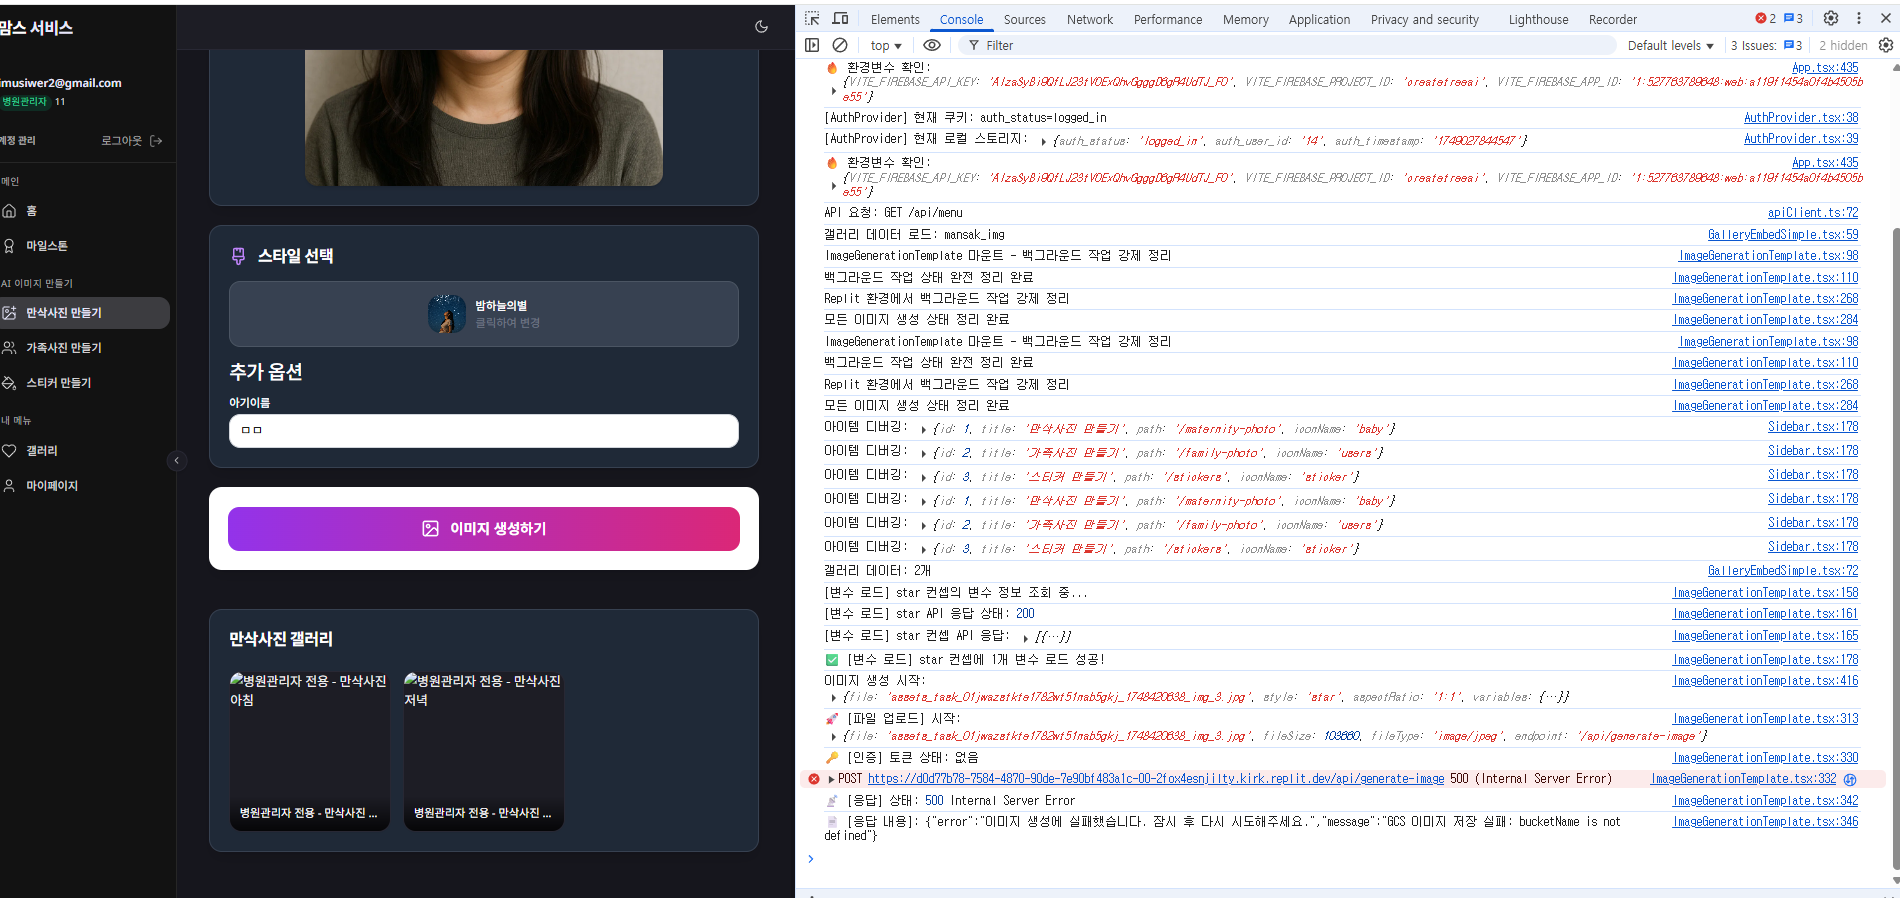 맘스 서비스
imusiwer2@gmail.com
병원관리자 11
계정 관리 로그아웃
메인
홈
마일스톤
AI 이미지 만들기
만삭사진 만들기
가족사진 만들기
스티커 만들기
내 메뉴
갤러리
마이페이지
스타일 선택
밤하늘의별
클릭하여 변경
추가 옵션
아기이름
ㅁㅁ
이미지 생성하기
만삭사진 갤러리
병원관리자 전용 - 만삭사진
아침
병원관리자 전용 - 만삭사진 ...
병원관리자 전용 - 만삭사진
저녁
병원관리자 전용 - 만삭사진 ...
Elements Console Sources Network Performance Memory Application Privacy and security Lighthouse Recorder 2 3
top Filter Default levels 3 Issues: 3 2 hidden
🔥 환경변수 확인: App.tsx:435
[AuthProvider] 현재 쿠키: auth_status=logged_in AuthProvider.tsx:38
[AuthProvider] 현재 로컬 스토리지: {auth_status: 'logged_in', auth_user_id: '14', auth_timestamp: '1749027844547'} AuthProvider.tsx:39
🔥 환경변수 확인: App.tsx:435
API 요청: GET /api/menu apiClient.ts:72
갤러리 데이터 로드: mansak_img GalleryEmbedSimple.tsx:59
ImageGenerationTemplate 마운트 - 백그라운드 작업 강제 정리 ImageGenerationTemplate.tsx:98
백그라운드 작업 상태 완전 정리 완료 ImageGenerationTemplate.tsx:110
Replit 환경에서 백그라운드 작업 강제 정리 ImageGenerationTemplate.tsx:268
모든 이미지 생성 상태 정리 완료 ImageGenerationTemplate.tsx:284
ImageGenerationTemplate 마운트 - 백그라운드 작업 강제 정리 ImageGenerationTemplate.tsx:98
백그라운드 작업 상태 완전 정리 완료 ImageGenerationTemplate.tsx:110
Replit 환경에서 백그라운드 작업 강제 정리 ImageGenerationTemplate.tsx:268
모든 이미지 생성 상태 정리 완료 ImageGenerationTemplate.tsx:284
아이템 디버깅: {id: 1, title: '만삭사진 만들기', path: '/maternity-photo', iconName: 'baby'} Sidebar.tsx:178
아이템 디버깅: {id: 2, title: '가족사진 만들기', path: '/family-photo', iconName: 'users'} Sidebar.tsx:178
아이템 디버깅: {id: 3, title: '스티커 만들기', path: '/stickers', iconName: 'sticker'} Sidebar.tsx:178
아이템 디버깅: {id: 1, title: '만삭사진 만들기', path: '/maternity-photo', iconName: 'baby'} Sidebar.tsx:178
아이템 디버깅: {id: 2, title: '가족사진 만들기', path: '/family-photo', iconName: 'users'} Sidebar.tsx:178
아이템 디버깅: {id: 3, title: '스티커 만들기', path: '/stickers', iconName: 'sticker'} Sidebar.tsx:178
갤러리 데이터: 2개 GalleryEmbedSimple.tsx:72
[변수 로드] star 컨셉의 변수 정보 조회 중... ImageGenerationTemplate.tsx:158
[변수 로드] star API 응답 상태: 200 ImageGenerationTemplate.tsx:161
[변수 로드] star 컨셉 API 응답: [{…}] ImageGenerationTemplate.tsx:165
✅ [변수 로드] star 컨셉에 1개 변수 로드 성공! ImageGenerationTemplate.tsx:178
이미지 생성 시작: ImageGenerationTemplate.tsx:416
{file: 'assets_task_01jwazstkte1782wt51mab5gkj_1748420638_img_3.jpg', style: 'star', aspectRatio: '1:1', variables: {…}}
🚀 [파일 업로드] 시작: ImageGenerationTemplate.tsx:313
{file: 'assets_task_01jwazstkte1782wt51mab5gkj_1748420638_img_3.jpg', fileSize: 103660, fileType: 'image/jpeg', endpoint: '/api/generate-image'}
🔑 [인증] 토큰 상태: 없음 ImageGenerationTemplate.tsx:330
POST https://d0d77b78-7584-4870-90de-7e90bf483a1c-00-2fox4esnjiity.kirk.replit.dev/api/generate-image 500 (Internal Server Error) ImageGenerationTemplate.tsx:332
📡 [응답] 상태: 500 Internal Server Error ImageGenerationTemplate.tsx:342
📄 [응답 내용]: {"error":"이미지 생성에 실패했습니다. 잠시 후 다시 시도해주세요.","message":"GCS 이미지 저장 실패: bucketName is not ImageGenerationTemplate.tsx:346
defined"}